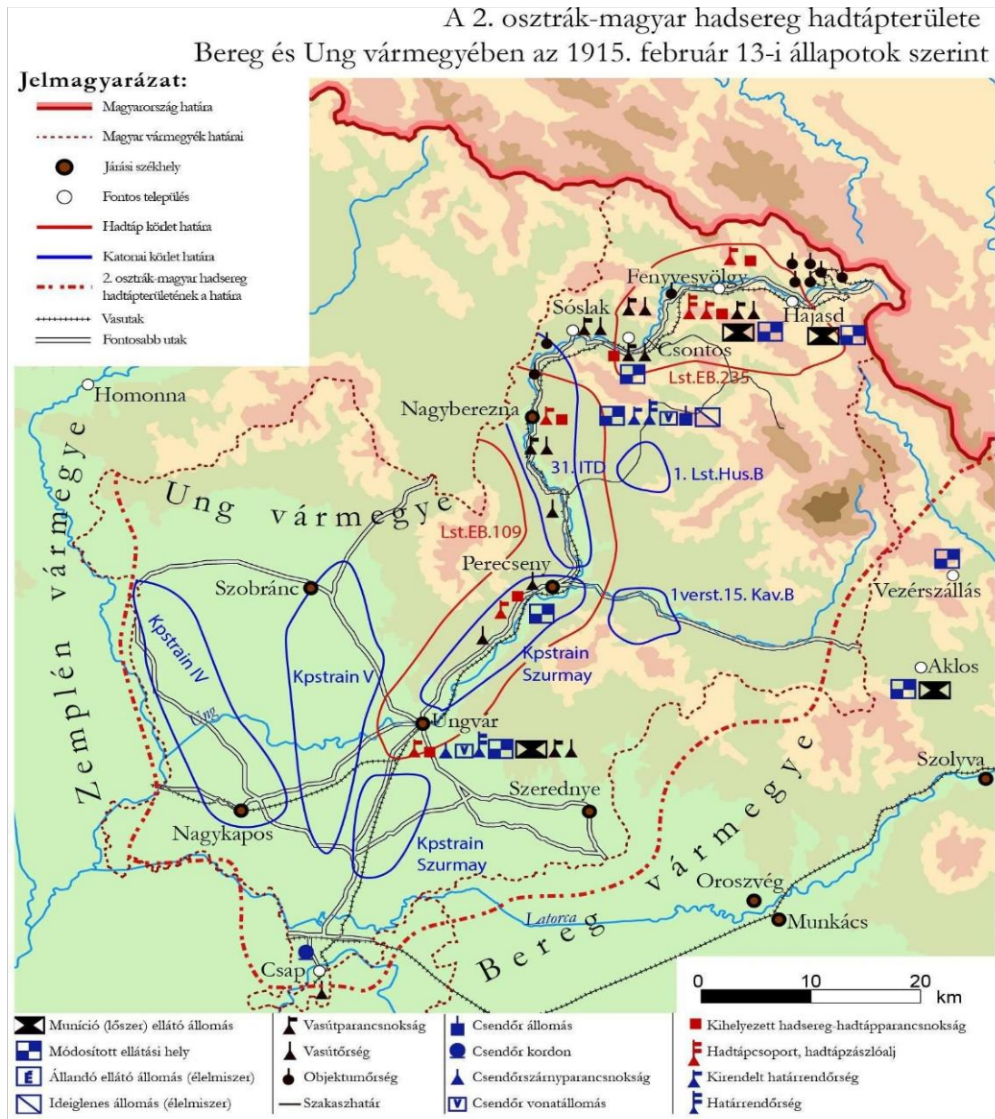 A 2. osztrák-magyar hadsereg hadtápterülete
Bereg és Ung vármegyében az 1915. február 13-i állapotok szerint
Jelmagyarázat:
Magyarország határa
Magyar vármegyék határai
Járási székhely
Fontos település
Hadtáp körlet határa
Katonai körlet határa
2. osztrák-magyar hadsereg
hadtápterületének a határa
Vasutak
Fontosabb utak
Fenyvesvölgy
Sóslak
Hajasd
Csontos
Lst.EB.235
Homonna
Nagyberezna
31. ITD
1. Lst.Hus.B
Ung vármegye
Lst.EB.109
Zemplén vármegye
Perecseny
Szobránc
Vezérszállás
1verst.15. Kav.B
Kpstrain IV
Kpstrain V
Kpstrain
Szurmay
Aklos
Ung
Ungvár
Szolyva
Szerednye
Nagykapos
Kpstrain
Szurmay
Bereg vármegye
Oroszvég
Latorca
Munkács
Csap
0 10 20
km
Muníció (lőszer) ellátó állomás
Módosított ellátási hely
E Állandó ellátó állomás (élelmiszer)
Ideiglenes állomás (élelmiszer)
Vasútparancsnokság
Vasútőrség
Objektumőrség
Szakaszhatár
Csendőr állomás
Csendőr kordon
Csendőrszárnyparancsnokság
V Csendőr vonatállomás
Kihelyezett hadsereg-hadtápparancsnokság
Hadtápcsoport, hadtápzászlóalj
Kirendelt határrendőrség
Határrendőrség